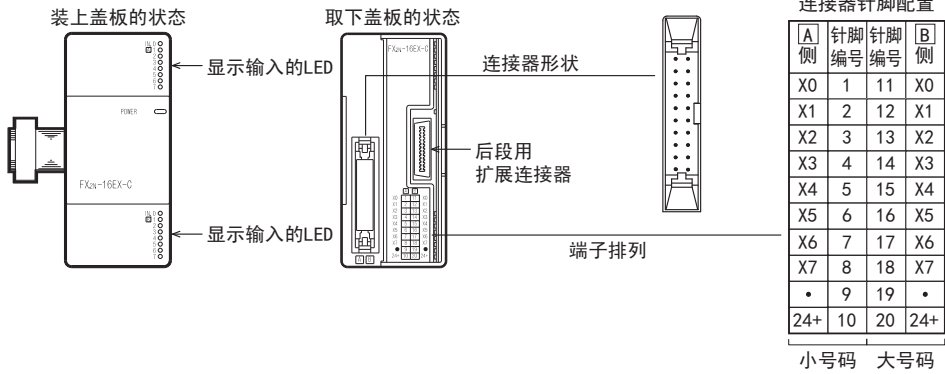 装上盖板的状态
取下盖板的状态
连接器针脚配置
显示输入的LED
POWER
FX2N-16EX-C
显示输入的LED
FX2N-16EX-C
连接器形状
后段用
扩展连接器
端子排列
A侧 针脚编号 针脚编号 B侧
X0 1 11 X0
X1 2 12 X1
X2 3 13 X2
X3 4 14 X3
X4 5 15 X4
X5 6 16 X5
X6 7 17 X6
X7 8 18 X7
• 9 19 •
24+ 10 20 24+
小号码 大号码